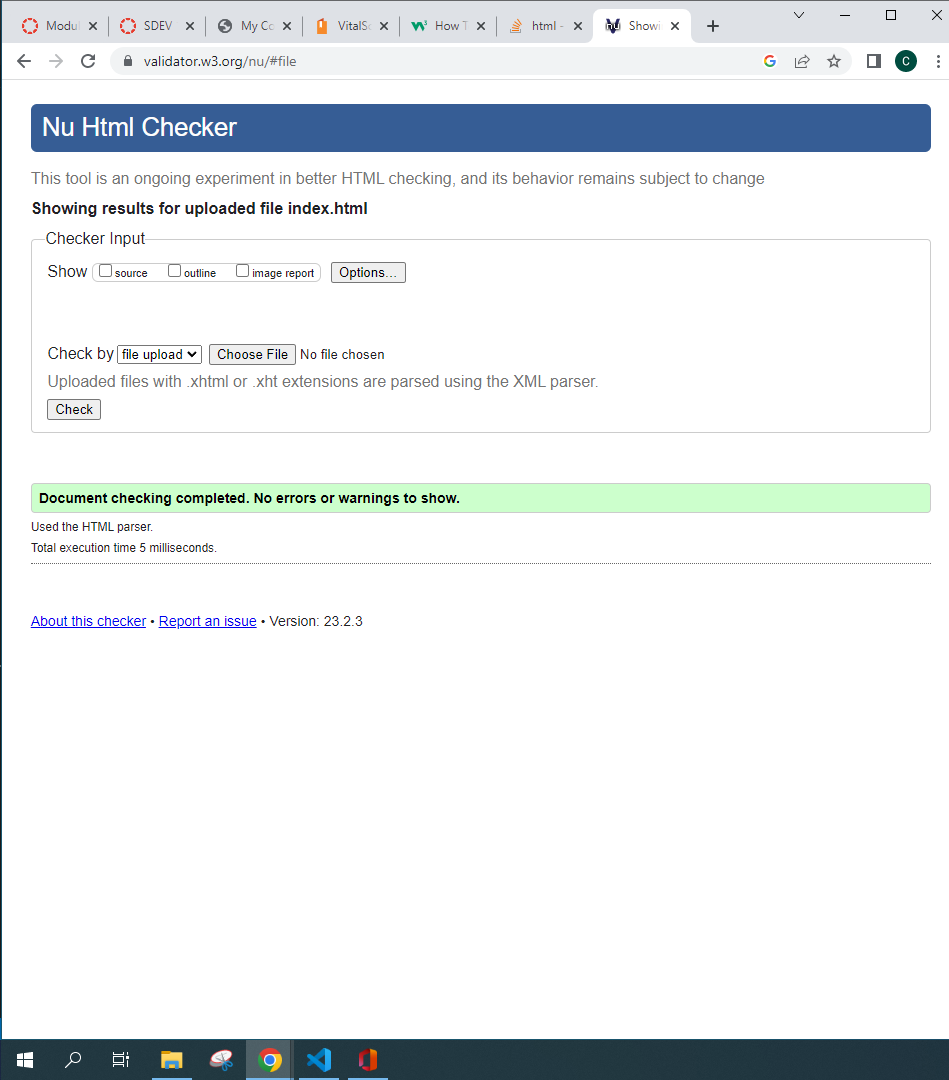 Modul SDEV My Co VitalSo How T html - Showi
validator.w3.org/nu/#file
C
Nu Html Checker
This tool is an ongoing experiment in better HTML checking, and its behavior remains subject to change
Showing results for uploaded file index.html
Checker Input
Show source outline image report Options...
Check by file upload Choose File No file chosen
Uploaded files with .xhtml or .xht extensions are parsed using the XML parser.
Check
Document checking completed. No errors or warnings to show.
Used the HTML parser.
Total execution time 5 milliseconds.
About this checker • Report an issue • Version: 23.2.3